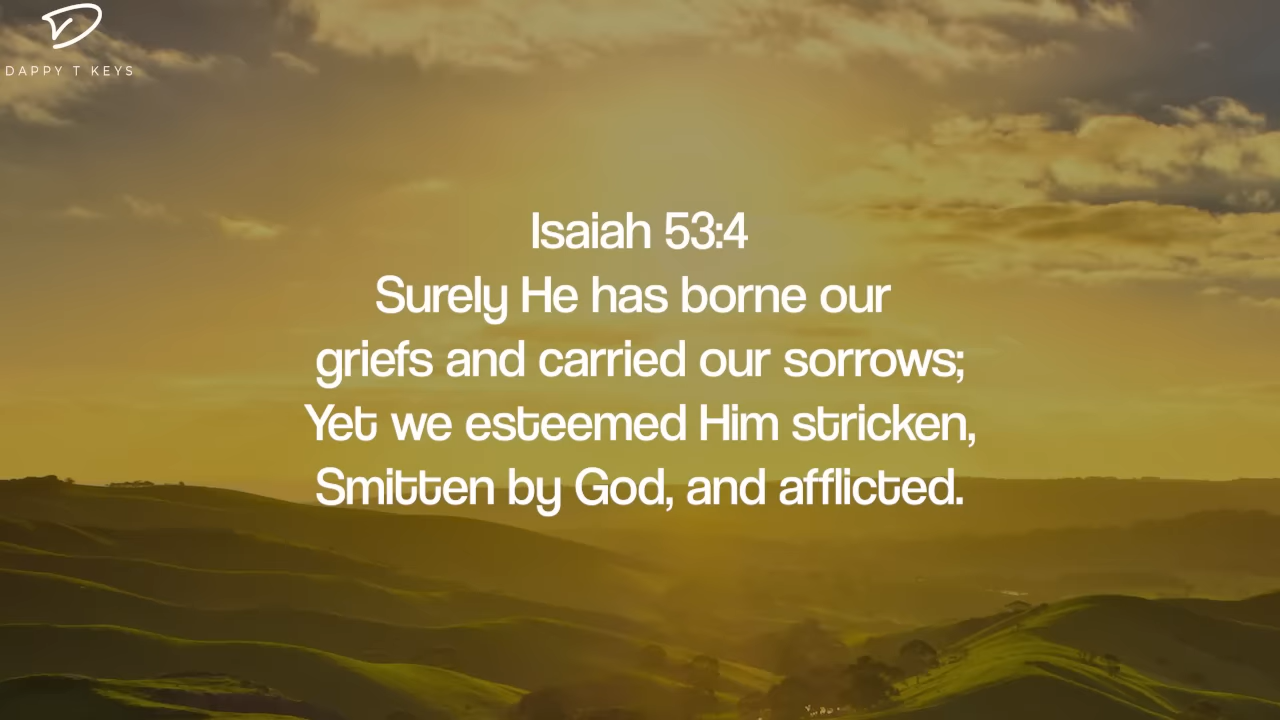 DAPPY T KEYS
Isaiah 53:4
Surely He has borne our
griefs and carried our sorrows;
Yet we esteemed Him stricken,
Smitten by God, and afflicted.